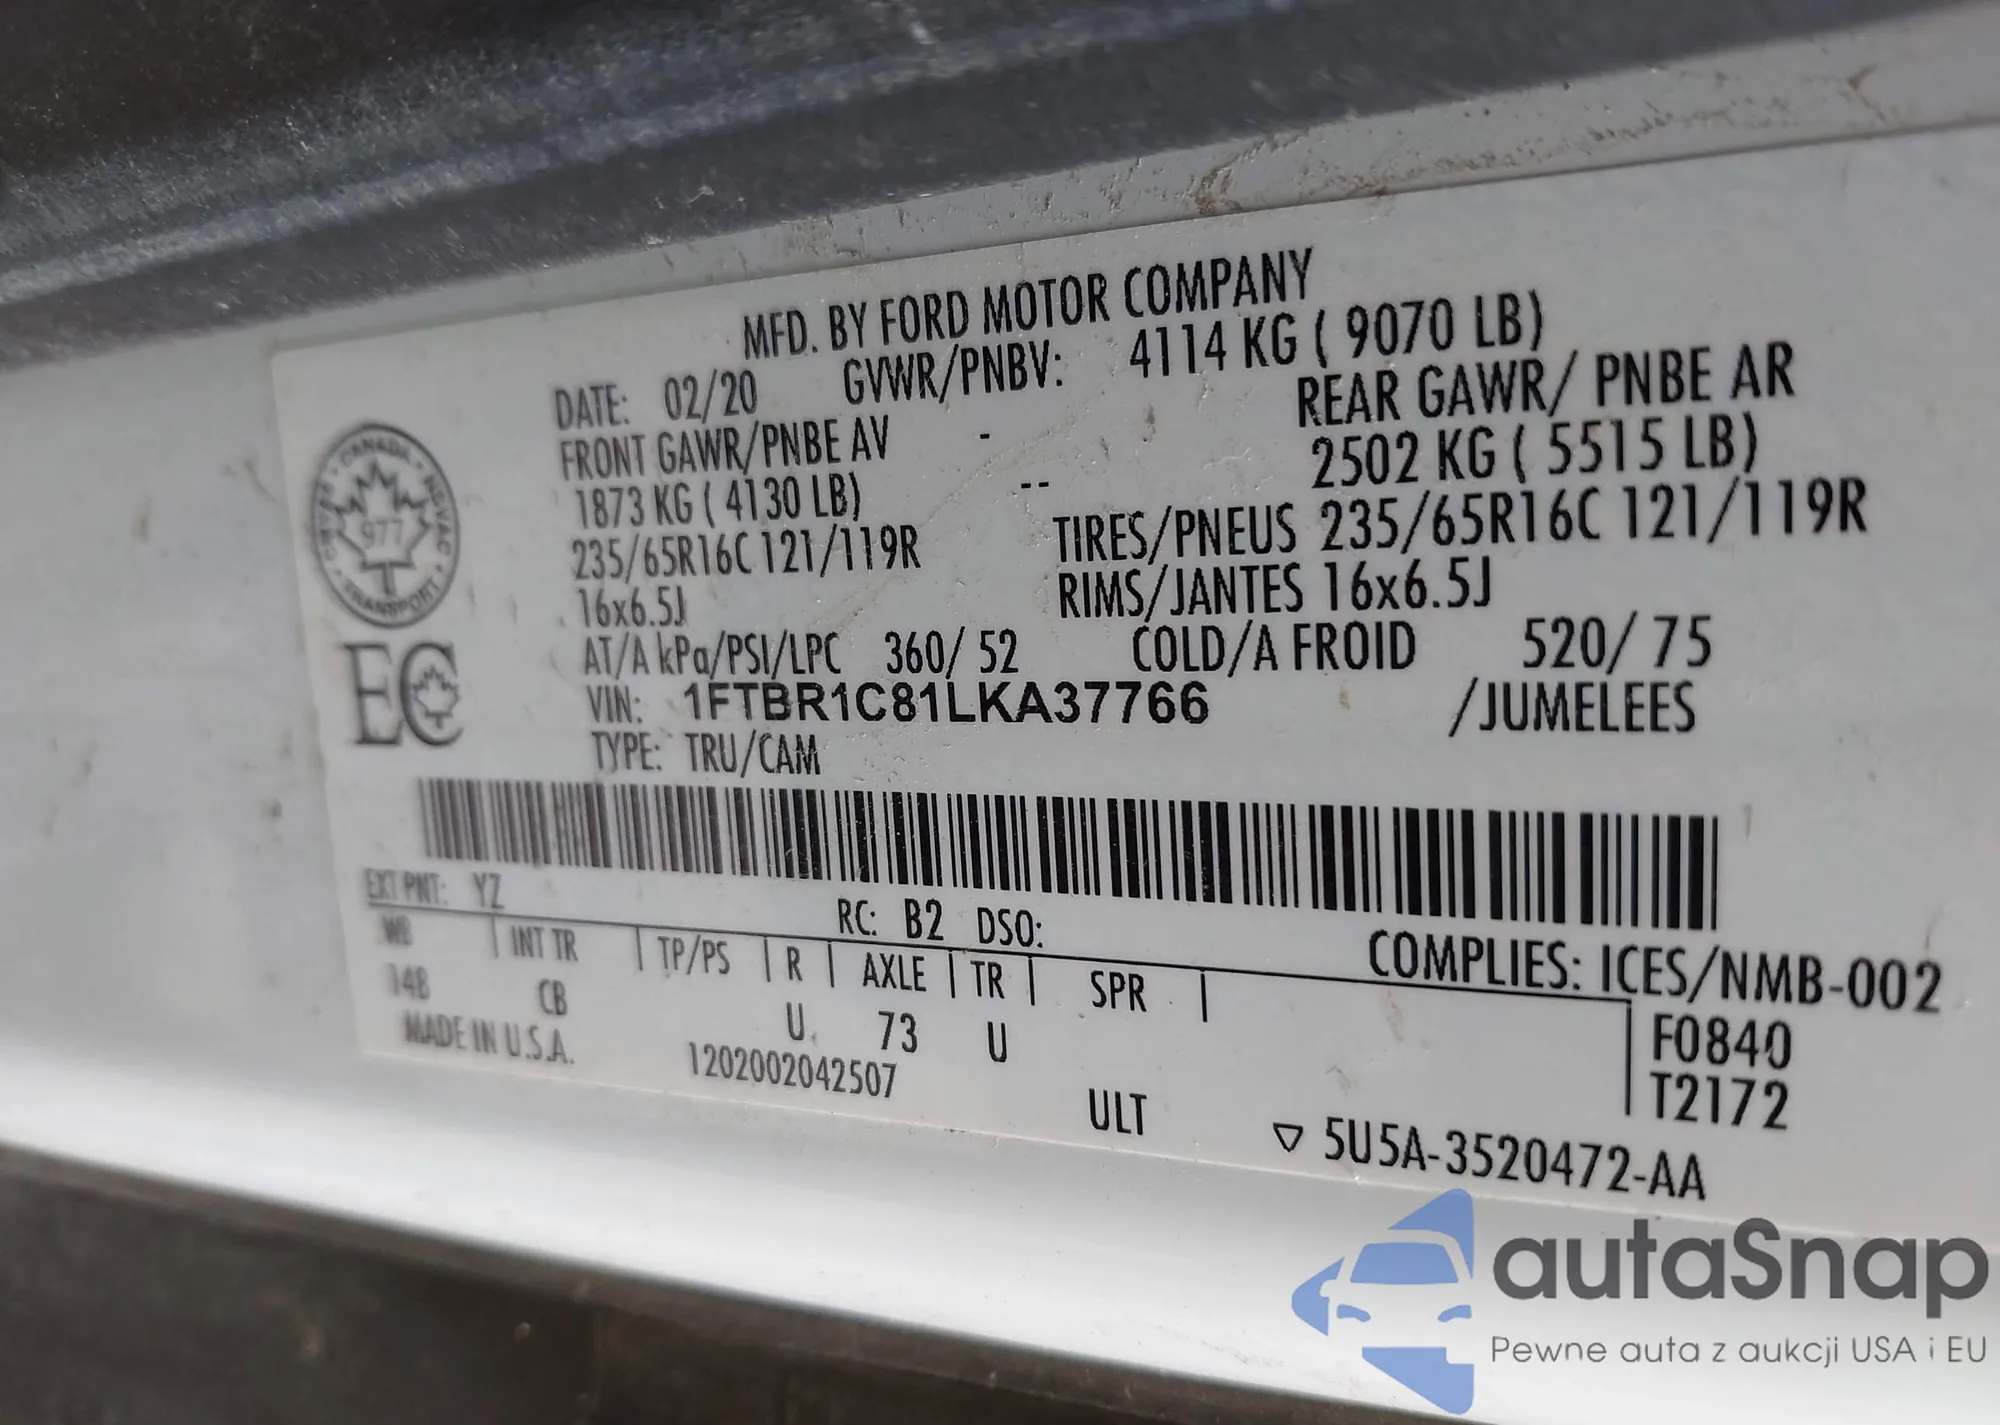 MFD. BY FORD MOTOR COMPANY
DATE: 02/20 GVWR/PNBV: 4114 KG ( 9070 LB)
FRONT GAWR/PNBE AV - REAR GAWR/ PNBE AR
1873 KG ( 4130 LB) -- 2502 KG ( 5515 LB)
235/65R16C 121/119R TIRES/PNEUS 235/65R16C 121/119R
16x6.5J RIMS/JANTES 16x6.5J
AT/A kPa/PSI/LPC 360/ 52 COLD/A FROID 520/ 75
VIN: 1FTBR1C81LKA37766 /JUMELEES
TYPE: TRU/CAM
CANADA
977
TRANSPORT
EC
EXT PNT: YZ RC: B2 DSO:
COMPLIES: ICES/NMB-002
WB INT TR TP/PS R AXLE TR SPR
148 CB U 73 U
F0840
T2172
MADE IN U.S.A. 1202002042507
ULT
▽ 5U5A-3520472-AA
autaSnap
Pewne auta z aukcji USA i EU